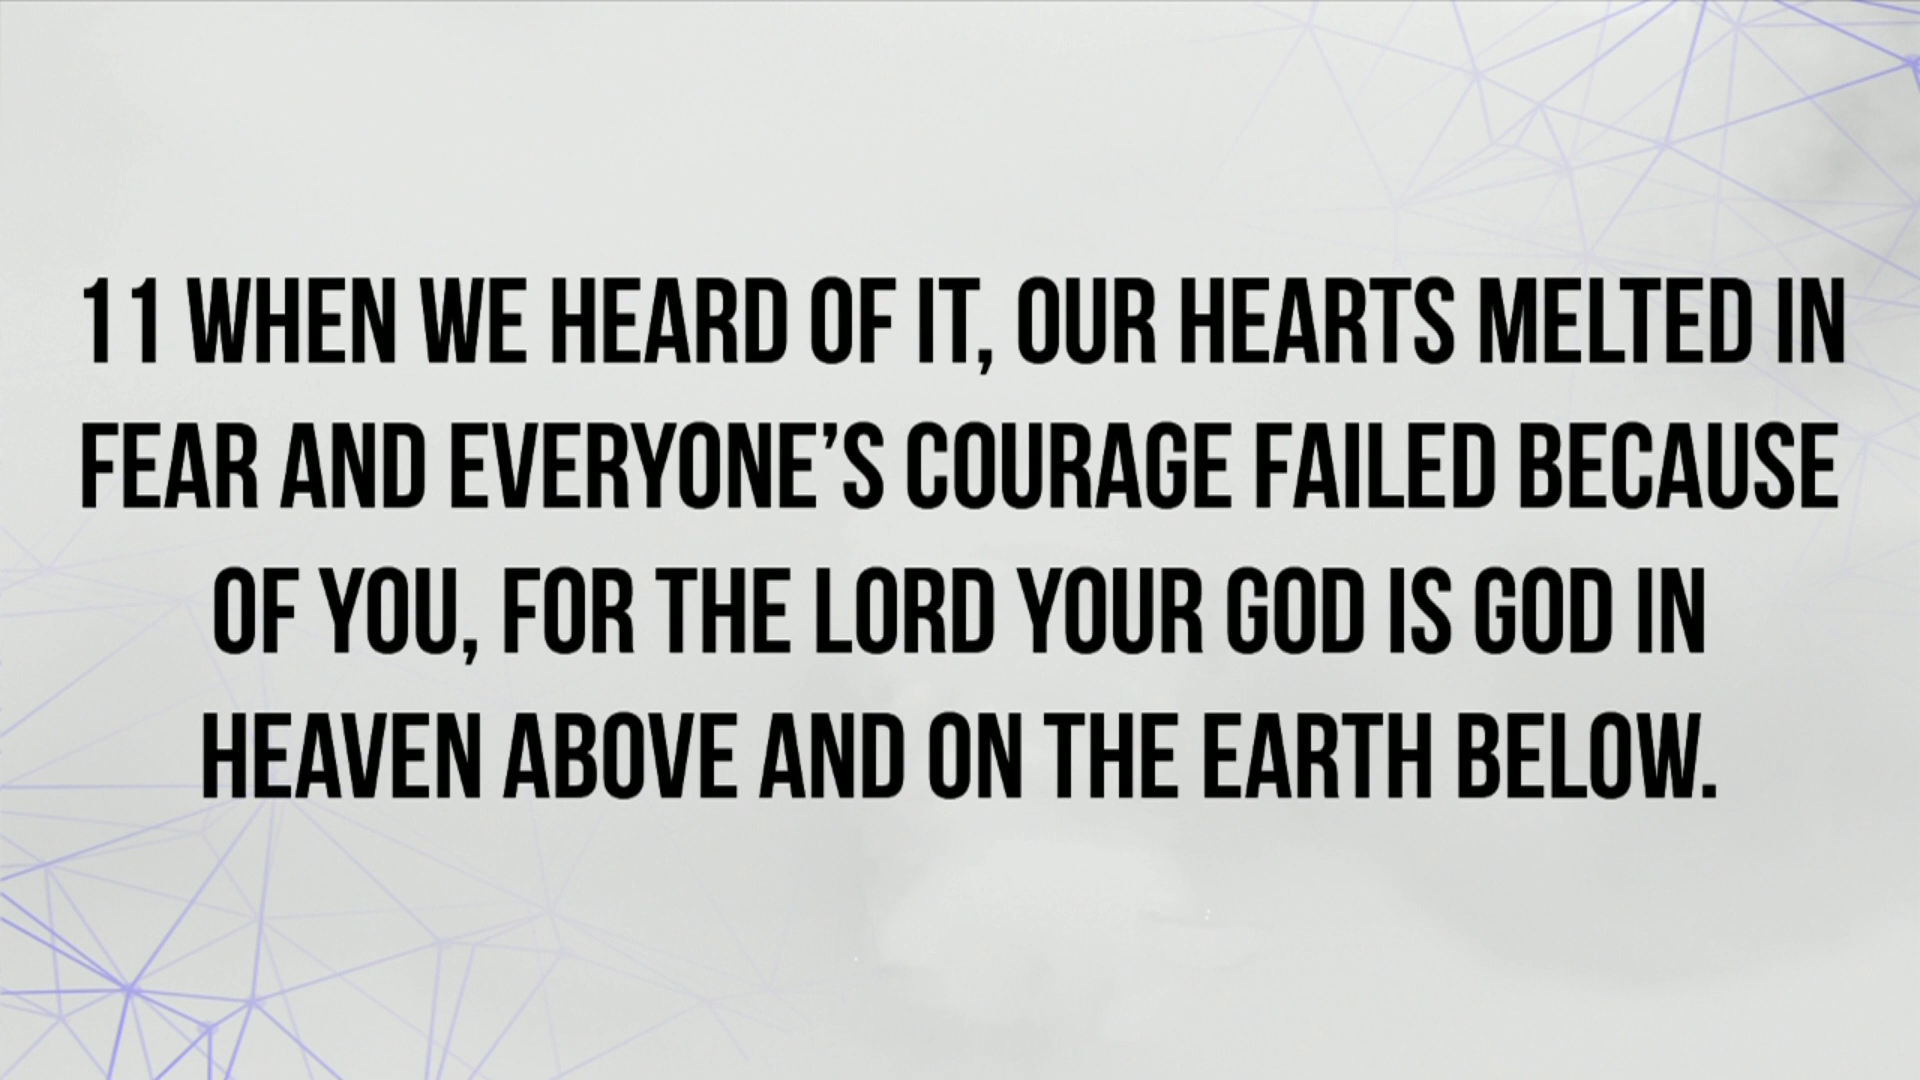 11 WHEN WE HEARD OF IT, OUR HEARTS MELTED IN
FEAR AND EVERYONE’S COURAGE FAILED BECAUSE
OF YOU, FOR THE LORD YOUR GOD IS GOD IN
HEAVEN ABOVE AND ON THE EARTH BELOW.